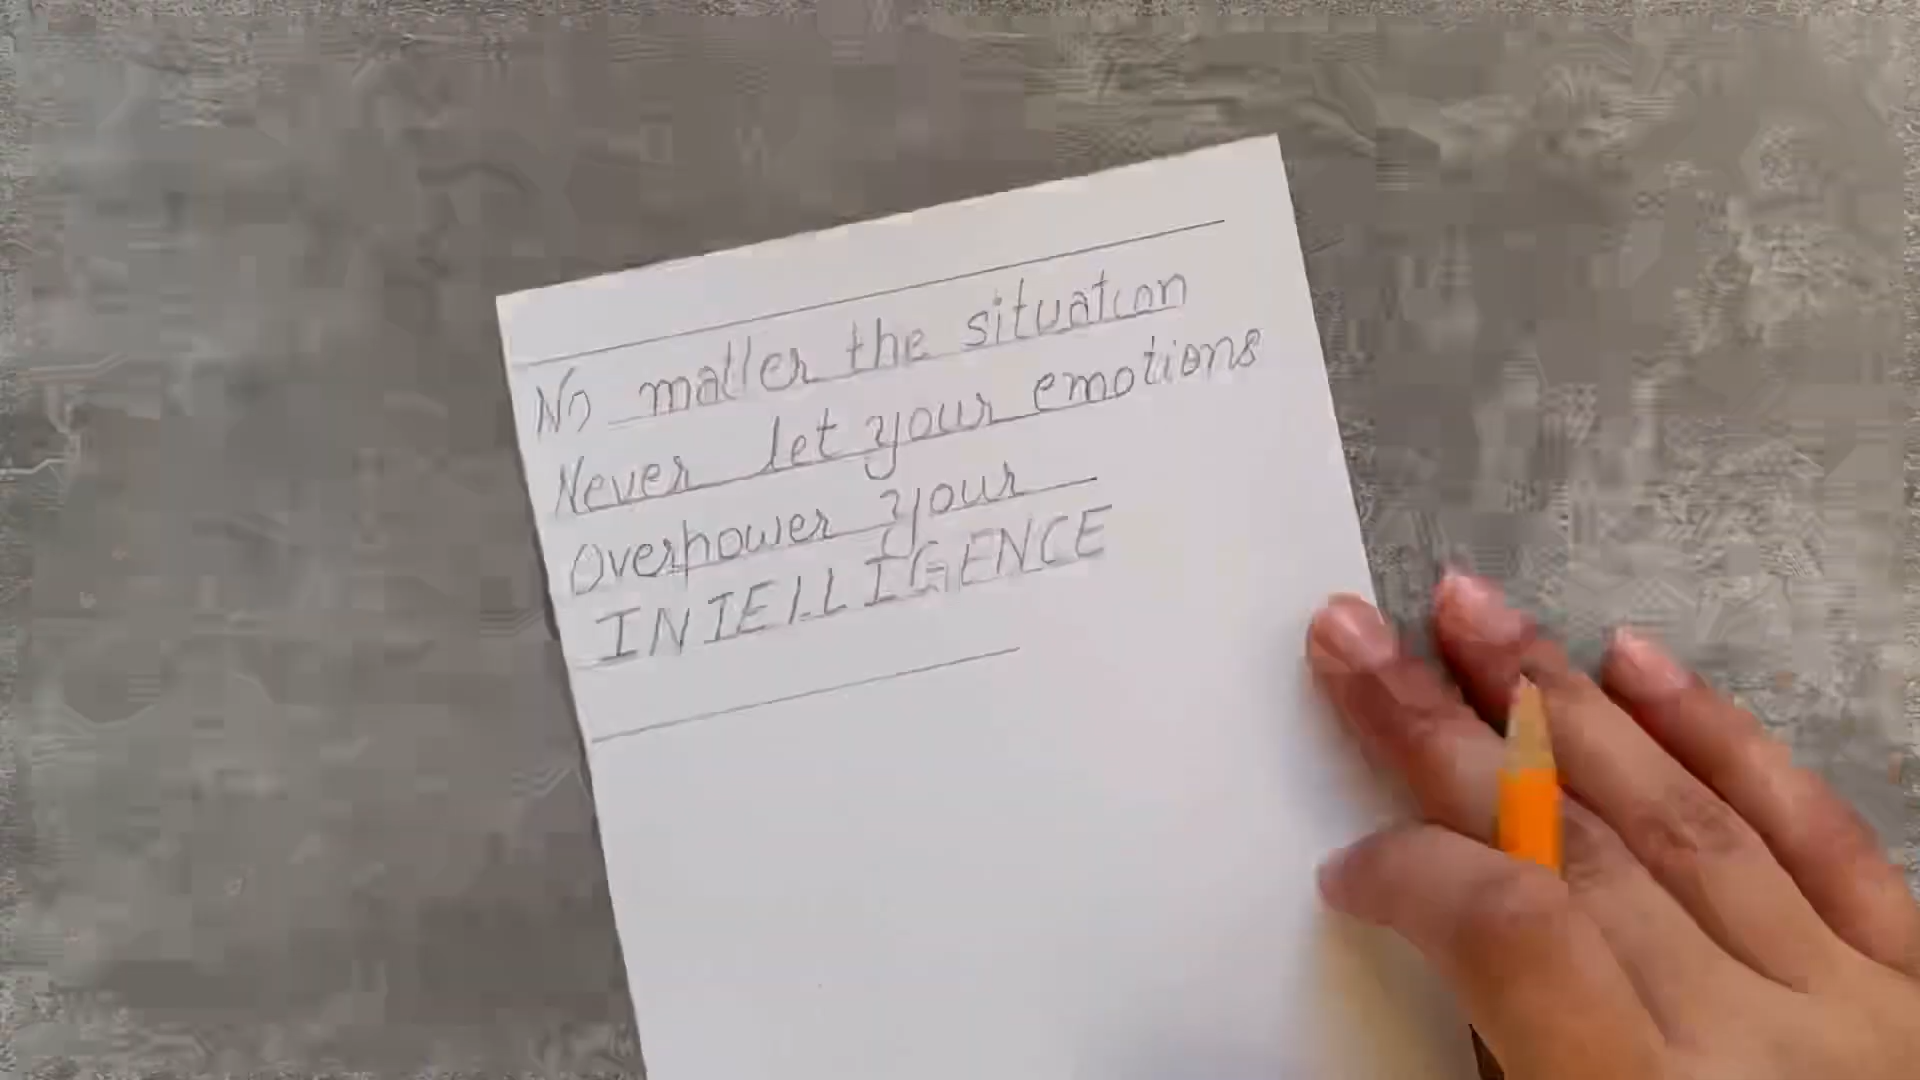 No matter the situation
Never let your emotions
Overpower your
INTELLIGENCE